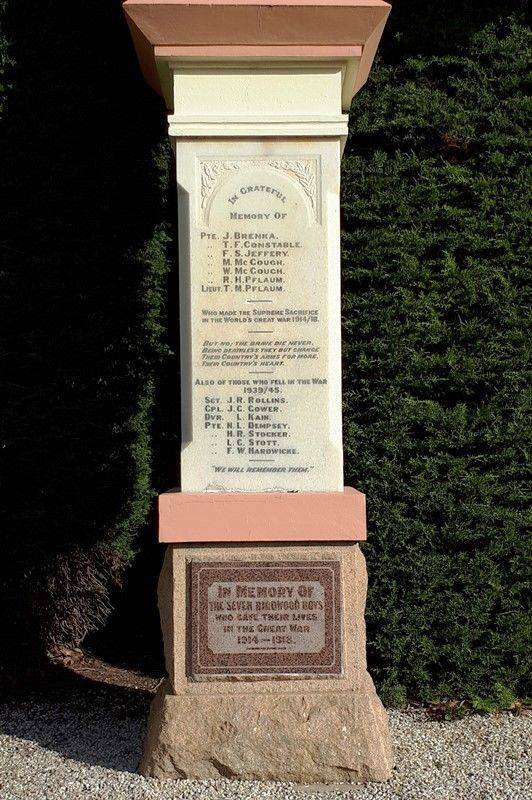 IN GRATEFUL
MEMORY OF
PTE. J. BRENKA.
,, T. F. CONSTABLE.
,, F. S. JEFFERY.
,, M. MCGOUGH.
,, W. MCGOUGH.
,, R. H. PFLAUM.
LIEUT. T. M. PFLAUM.
WHO MADE THE SUPREME SACRIFICE
IN THE WORLD'S GREAT WAR 1914/18.
BUT NO: THE BRAVE DIE NEVER,
BEING DEATHLESS THEY BUT CHANGE
THEIR COUNTRY'S ARMS FOR MORE,
THEIR COUNTRY'S HEART.
ALSO OF THOSE WHO FELL IN THE WAR
1939/45.
SGT. J. R. ROLLINS.
CPL. J. C. GOWER.
DVR. L. KAIN.
PTE. N. L. DEMPSEY.
,, H. R. STOCKER.
,, L. C. STOTT.
,, F. W. HARDWICKE.
"WE WILL REMEMBER THEM."
IN MEMORY OF
THE SEVEN BIRDWOOD BOYS
WHO GAVE THEIR LIVES
IN THE GREAT WAR
1914–1918.